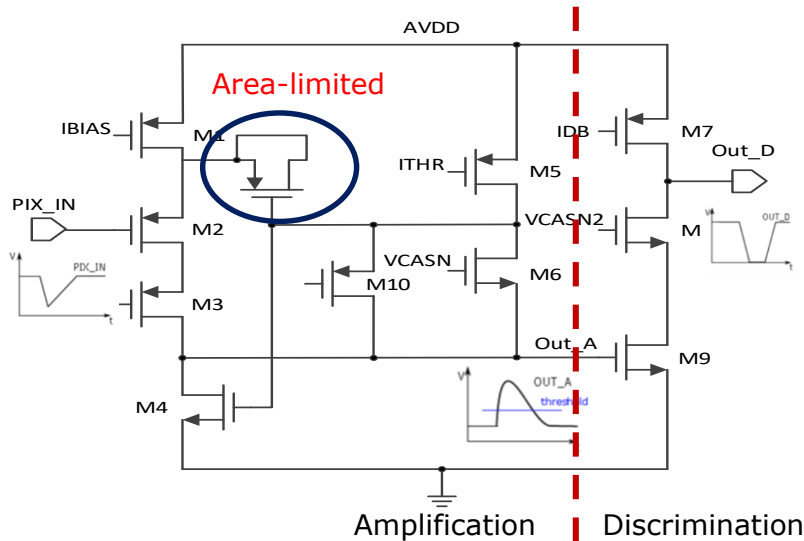 AVDD
Area-limited
IBIAS
M1
IDB
M7
Out_D
ITHR
M5
PIX_IN
M2
VCASN2
M
V
PIX_IN
t
V
OUT_D
t
VCASN
M6
M10
M3
Out_A
M9
M4
V
OUT_A
threshold
Amplification
Discrimination